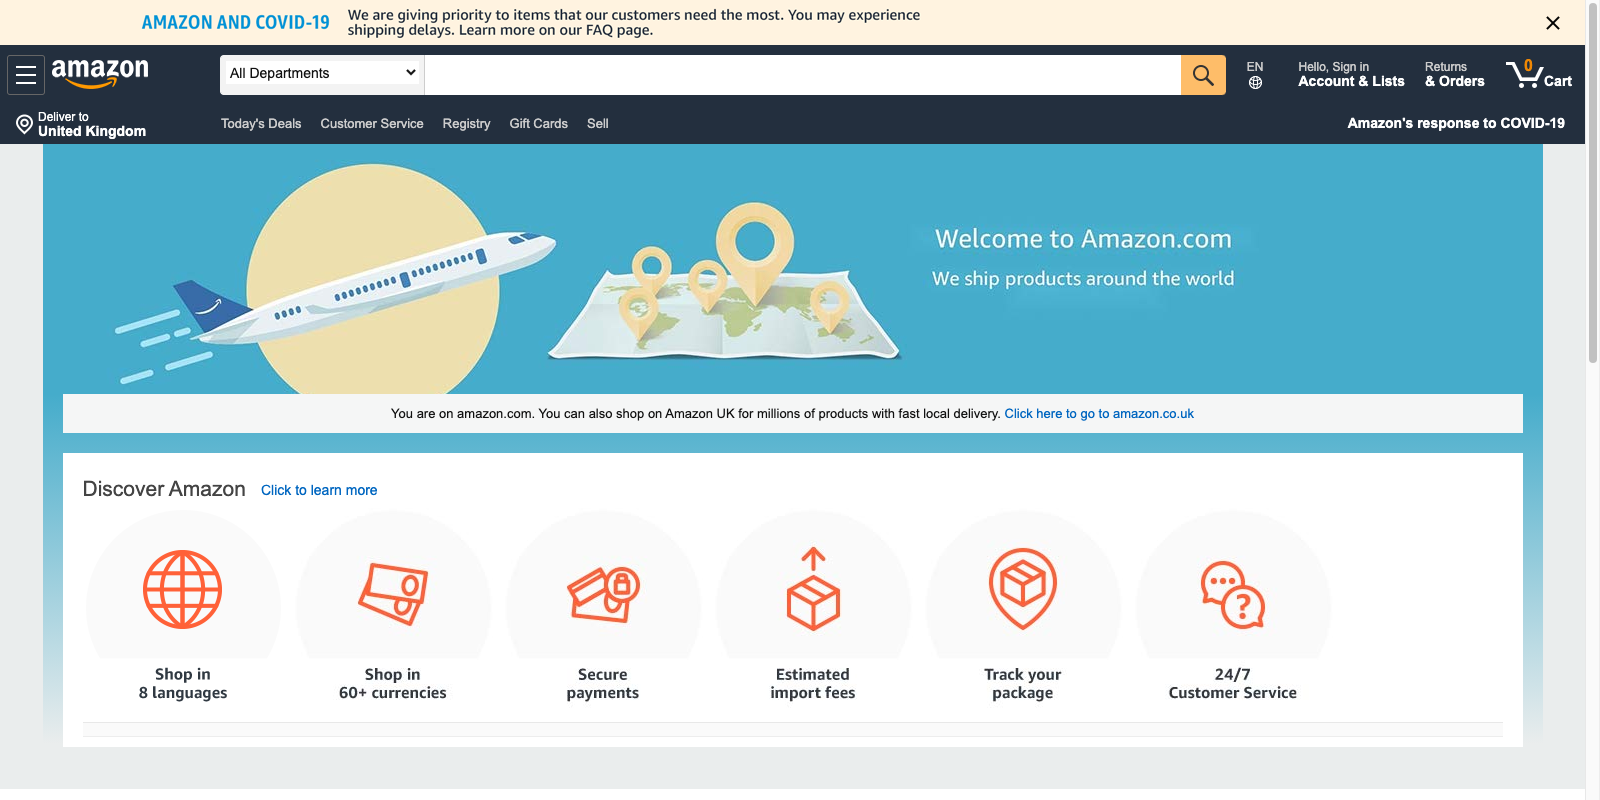 AMAZON AND COVID-19
We are giving priority to items that our customers need the most. You may experience
shipping delays. Learn more on our FAQ page.
amazon
All Departments
EN
Hello, Sign in
Account & Lists
Returns
& Orders
0
Cart
Deliver to
United Kingdom
Today's Deals
Customer Service
Registry
Gift Cards
Sell
Amazon's response to COVID-19
Welcome to Amazon.com
We ship products around the world
You are on amazon.com. You can also shop on Amazon UK for millions of products with fast local delivery. Click here to go to amazon.co.uk
Discover Amazon
Click to learn more
Shop in
8 languages
Shop in
60+ currencies
Secure
payments
Estimated
import fees
Track your
package
24/7
Customer Service